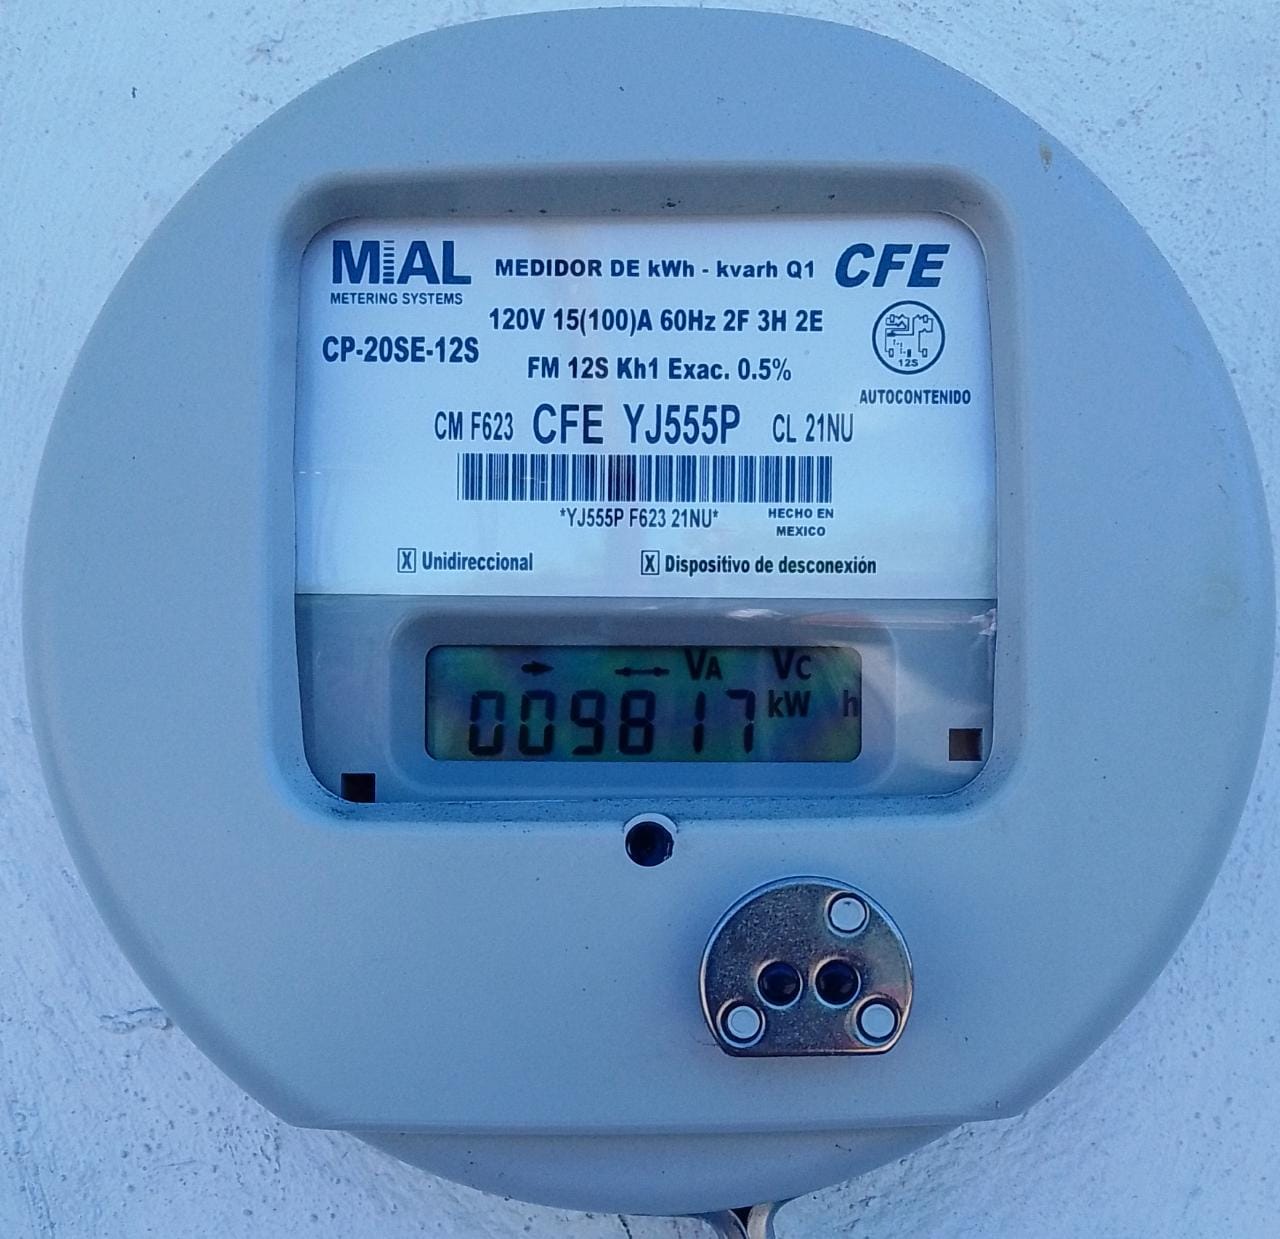 MIAL MEDIDOR DE kWh - kvarh Q1 CFE
METERING SYSTEMS
120V 15(100)A 60Hz 2F 3H 2E
CP-20SE-12S
FM 12S Kh1 Exac. 0.5%
12S
AUTOCONTENIDO
CM F623 CFE YJ555P CL 21NU
*YJ555P F623 21NU*
HECHO EN
MEXICO
X Unidireccional X Dispositivo de desconexión
VA VC
009817 kW h